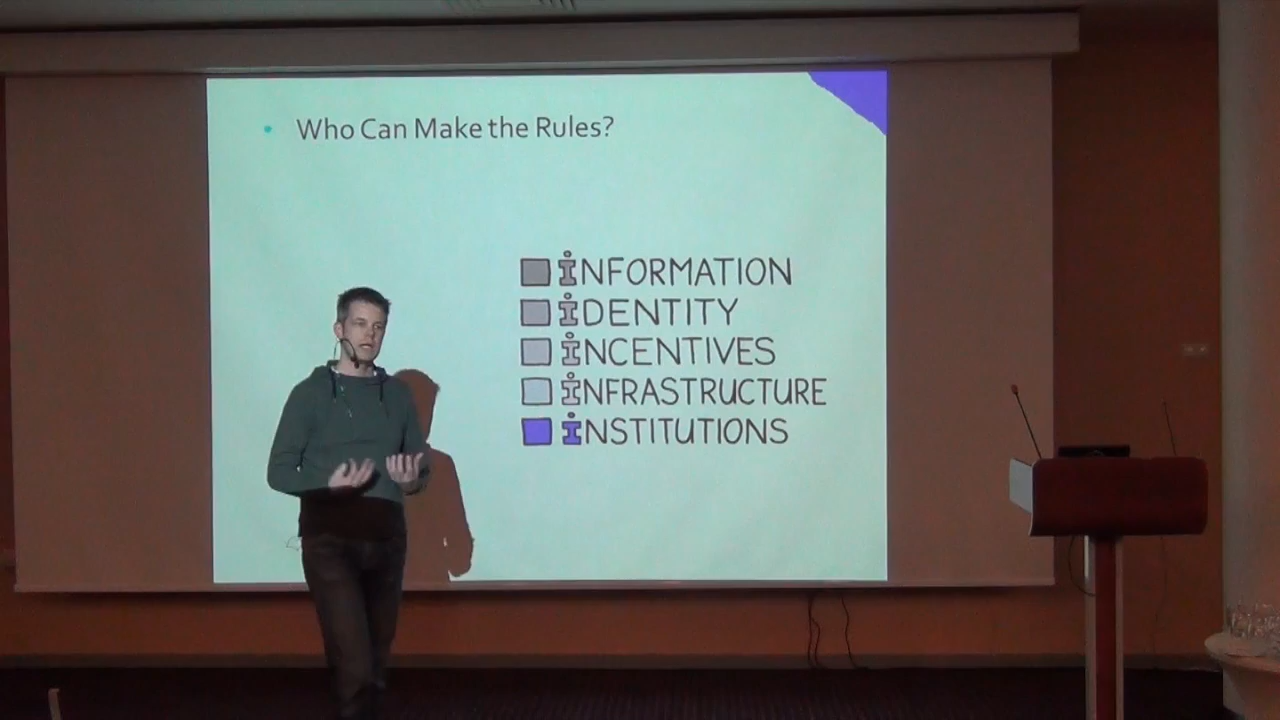 • Who Can Make the Rules?
iNFORMATION
iDENTITY
iNCENTIVES
iNFRASTRUCTURE
iNSTITUTIONS